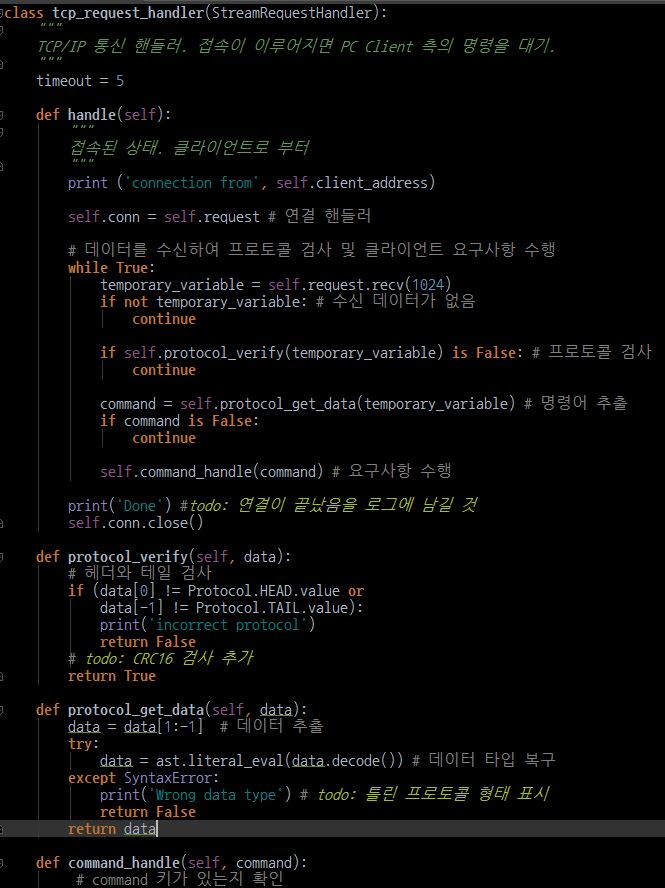 class tcp_request_handler(StreamRequestHandler):
    """
    TCP/IP 통신 핸들러. 접속이 이루어지면 PC Client 측의 명령을 대기.
    """
    timeout = 5

    def handle(self):
        """
        접속된 상태. 클라이언트로 부터
        """
        print ('connection from', self.client_address)

        self.conn = self.request # 연결 핸들러

        # 데이터를 수신하여 프로토콜 검사 및 클라이언트 요구사항 수행
        while True:
            temporary_variable = self.request.recv(1024)
            if not temporary_variable: # 수신 데이터가 없음
                continue

            if self.protocol_verify(temporary_variable) is False: # 프로토콜 검사
                continue

            command = self.protocol_get_data(temporary_variable) # 명령어 추출
            if command is False:
                continue

            self.command_handle(command) # 요구사항 수행

        print('Done') #todo: 연결이 끝났음을 로그에 남길 것
        self.conn.close()

    def protocol_verify(self, data):
        # 헤더와 테일 검사
        if (data[0] != Protocol.HEAD.value or
            data[-1] != Protocol.TAIL.value):
            print('incorrect protocol')
            return False
        # todo: CRC16 검사 추가
        return True

    def protocol_get_data(self, data):
        data = data[1:-1]  # 데이터 추출
        try:
            data = ast.literal_eval(data.decode()) # 데이터 타입 복구
        except SyntaxError:
            print('Wrong data type') # todo: 틀린 프로토콜 형태 표시
            return False
        return data

    def command_handle(self, command):
         # command 키가 있는지 확인